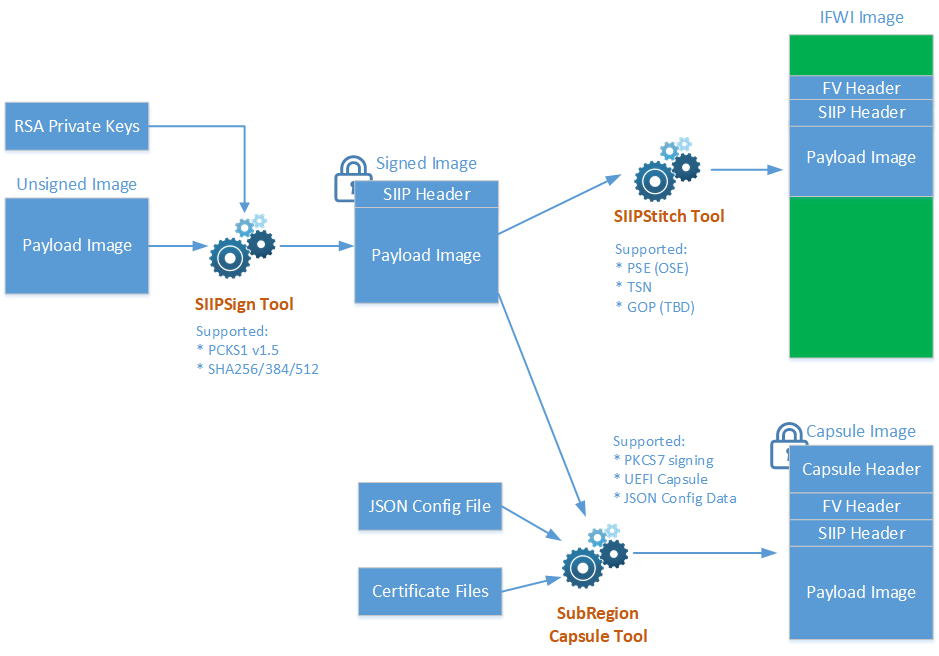 IFWI Image
FV Header
SIIP Header
Payload Image
RSA Private Keys
Unsigned Image
Payload Image
SIIPSign Tool
Supported:
* PCKS1 v1.5
* SHA256/384/512
Signed Image
SIIP Header
Payload Image
SIIPStitch Tool
Supported:
* PSE (OSE)
* TSN
* GOP (TBD)
JSON Config File
Certificate Files
Supported:
* PKCS7 signing
* UEFI Capsule
* JSON Config Data
SubRegion
Capsule Tool
Capsule Image
Capsule Header
FV Header
SIIP Header
Payload Image